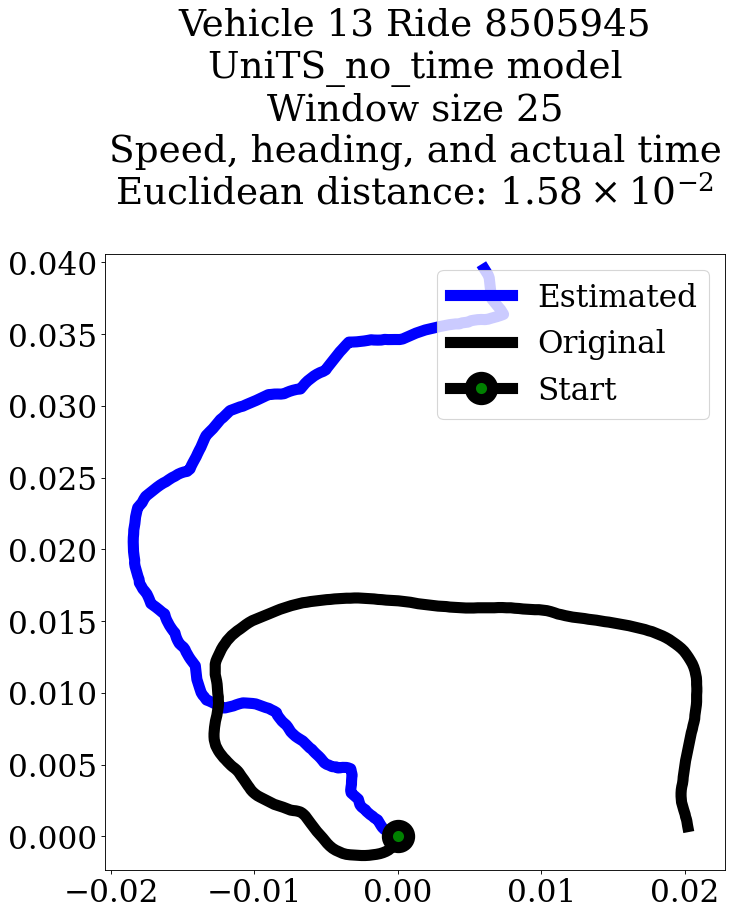 Vehicle 13 Ride 8505945
UniTS_no_time model
Window size 25
Speed, heading, and actual time
Euclidean distance: 1.58 × 10⁻²
0.040
0.035
0.030
0.025
0.020
0.015
0.010
0.005
0.000
Estimated
Original
Start
−0.02 −0.01 0.00 0.01 0.02